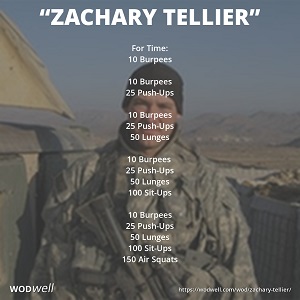 “ZACHARY TELLIER”
For Time:
10 Burpees
10 Burpees
25 Push-Ups
10 Burpees
25 Push-Ups
50 Lunges
10 Burpees
25 Push-Ups
50 Lunges
100 Sit-Ups
10 Burpees
25 Push-Ups
50 Lunges
100 Sit-Ups
150 Air Squats
WODwell
https://wodwell.com/wod/zachary-tellier/